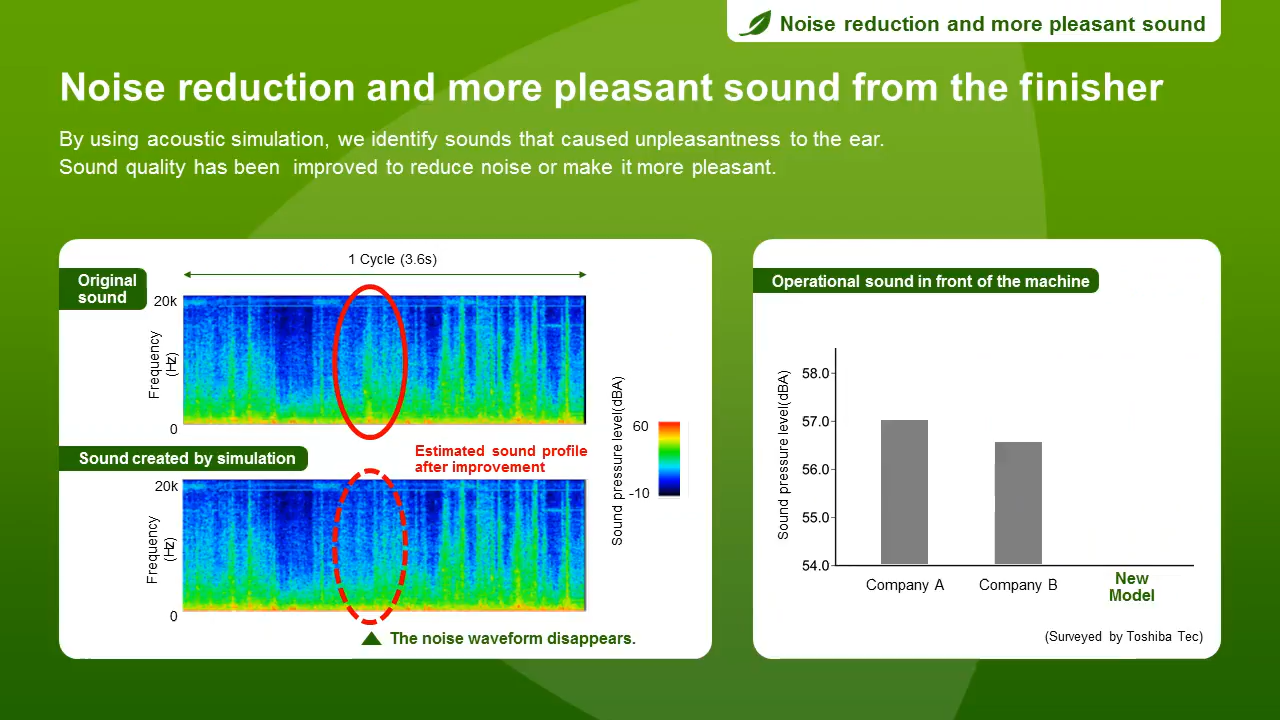 Noise reduction and more pleasant sound
Noise reduction and more pleasant sound from the finisher
By using acoustic simulation, we identify sounds that caused unpleasantness to the ear.
Sound quality has been improved to reduce noise or make it more pleasant.
1 Cycle (3.6s)
Original
sound
20k
Frequency
(Hz)
0
Sound created by simulation
Estimated sound profile
after improvement
20k
Frequency
(Hz)
0
The noise waveform disappears.
Sound pressure level(dBA)
60
-10
Operational sound in front of the machine
Sound pressure level(dBA)
58.0
57.0
56.0
55.0
54.0
Company A
Company B
New
Model
(Surveyed by Toshiba Tec)